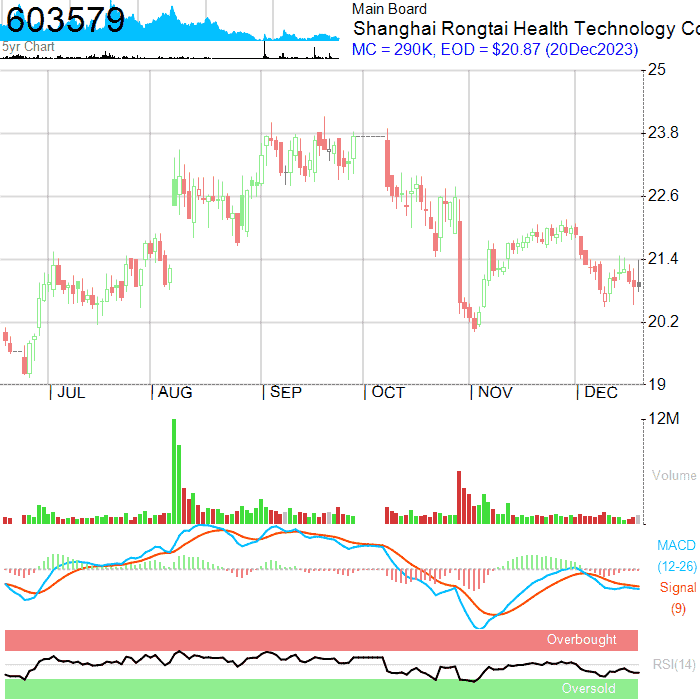 603579
5yr Chart
Main Board
Shanghai Rongtai Health Technology Co
MC = 290K, EOD = $20.87 (20Dec2023)
25
23.8
22.6
21.4
20.2
19
JUL AUG SEP OCT NOV DEC
12M
Volume
MACD
(12-26)
Signal
(9)
Overbought
RSI(14)
Oversold